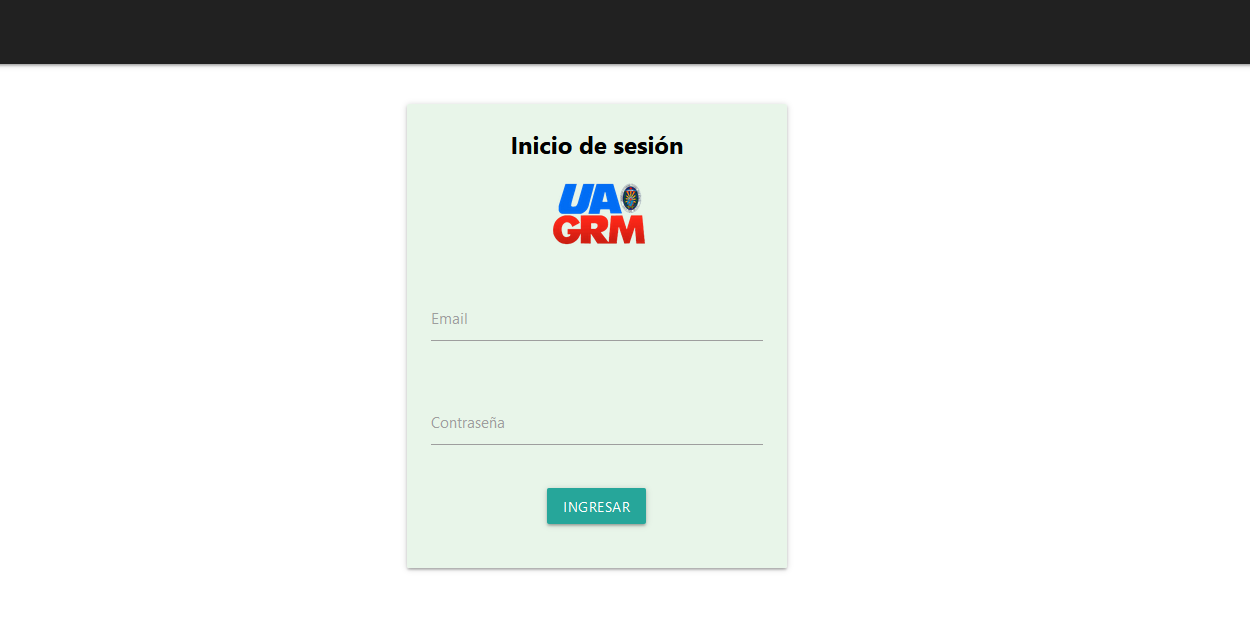 Inicio de sesión
UA
GRM
Email
Contraseña
INGRESAR